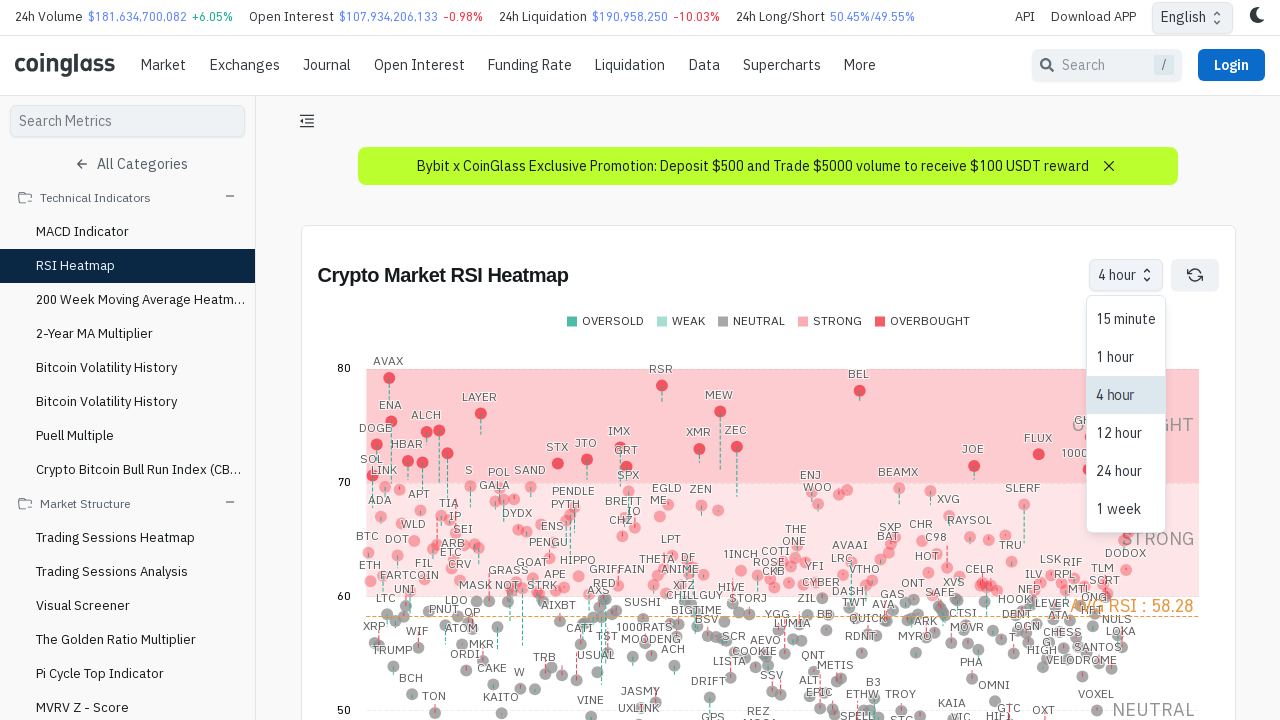 24h Volume $181,634,700,082 +6.05% Open Interest $107,934,206,133 -0.98% 24h Liquidation $190,958,250 -10.03% 24h Long/Short 50.45%/49.55% API Download APP English
coinglass Market Exchanges Journal Open Interest Funding Rate Liquidation Data Supercharts More Search / Login
Search Metrics
All Categories
Technical Indicators
MACD Indicator
RSI Heatmap
200 Week Moving Average Heatm...
2-Year MA Multiplier
Bitcoin Volatility History
Bitcoin Volatility History
Puell Multiple
Crypto Bitcoin Bull Run Index (CB...
Market Structure
Trading Sessions Heatmap
Trading Sessions Analysis
Visual Screener
The Golden Ratio Multiplier
Pi Cycle Top Indicator
MVRV Z - Score
Bybit x CoinGlass Exclusive Promotion: Deposit $500 and Trade $5000 volume to receive $100 USDT reward
Crypto Market RSI Heatmap
4 hour
15 minute
1 hour
4 hour
12 hour
24 hour
1 week
OVERSOLD WEAK NEUTRAL STRONG OVERBOUGHT
80
AVAX RSR BEL
ENA LAYER MEW
DOGE ALCH IMX XMR ZEC FLUX
HBAR STX JTO GRT JOE
SOL LINK S POL SAND SPX ENJ BEAMX
70
GALA PENDLE EGLD ZEN WOO SLERF
ADA APT TIA PYTH BRETT ME XVG
IP DYDX IO
WLD SEI ENS CHZ THE SXP CHR RAYSOL
BTC DOT ARB PENGU LPT ONE BAT C98 TRU
STRONG
ETH FIL ETC CRV GOAT HIPPO THETA DF 1INCH COTI AVAAI HOT LSK RIF DODOX
FARTCOIN GRASS APE GRIFFAIN ANIME ROSE CKB LRC YFI VTHO CELR ILV RPL TLM
UNI MASK NOT STRK RED XTZ HIVE CYBER DASH ONT XVS NFP MTL SCRT
60
LTC LDO AXS CHILLGUY STORJ ZIL TWT GAS SAFE HOOK ONG
AVG RSI : 58.28
PNUT OP AIXBT SUSHI BIGTIME YGG BB AVA CTSI DENT LEVER
XRP WIF ATOM CATI 1000RATS BSV LUMIA QUICK ARK MOVR OGN CHESS NULS
TRUMP ORDI MKR TST MOODENG SCR AEVO RDNT MYRO T G LOKA
TRB USUAL ACH COOKIE QNT PHA HIGH SANTOS
CAKE W LISTA METIS VELODROME
BCH DRIFT SSV ALT B3 OMNI
TON KAITO VINE JASMY EPIC ETHW TROY KAIA VOXEL
50
UXLINK REZ GTC OXT
NEUTRAL
GPS SPELL VIC HIFI